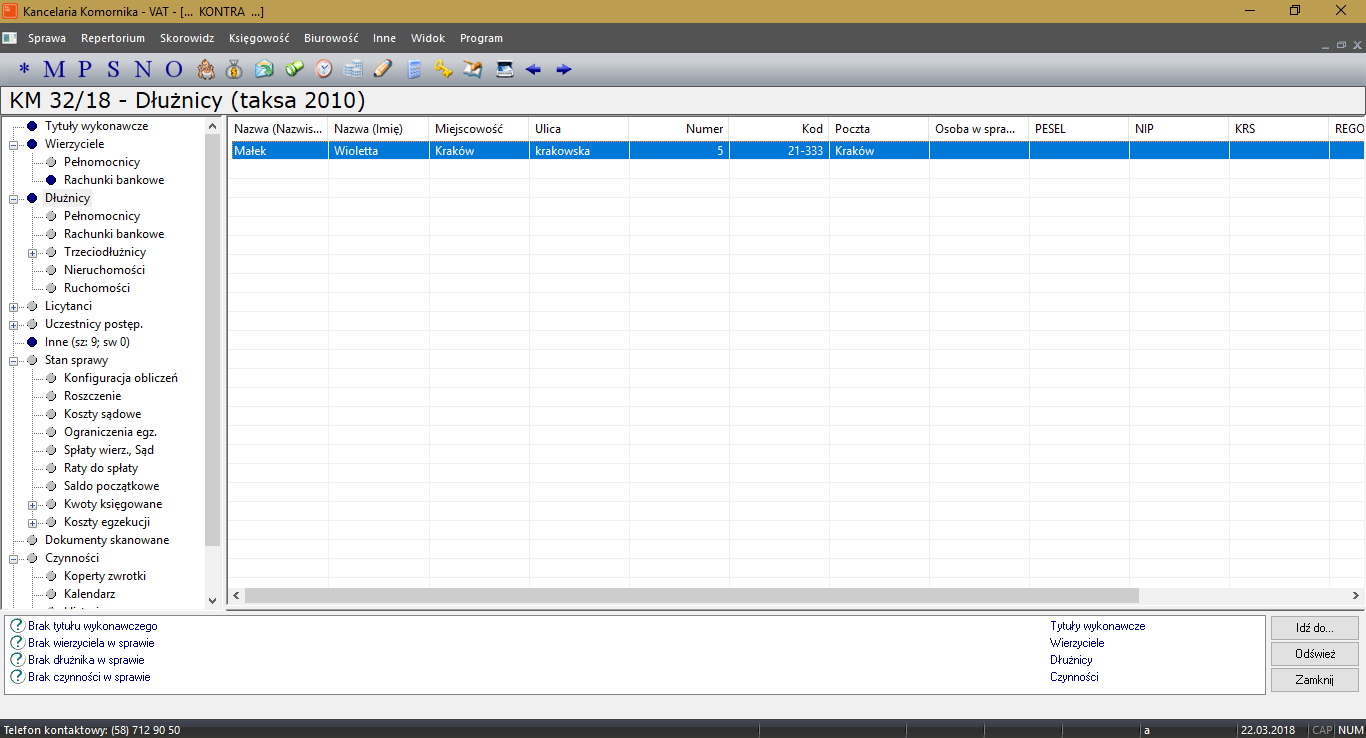 Kancelaria Komornika - VAT - [... KONTRA ...]
Sprawa Repertorium Skorowidz Księgowość Biurowość Inne Widok Program
* M P S N O
KM 32/18 - Dłużnicy (taksa 2010)
Tytuły wykonawcze
Wierzyciele
Pełnomocnicy
Rachunki bankowe
Dłużnicy
Pełnomocnicy
Rachunki bankowe
Trzeciodłużnicy
Nieruchomości
Ruchomości
Licytanci
Uczestnicy postęp.
Inne (sz: 9; sw 0)
Stan sprawy
Konfiguracja obliczeń
Roszczenie
Koszty sądowe
Ograniczenia egz.
Spłaty wierz., Sąd
Raty do spłaty
Saldo początkowe
Kwoty księgowane
Koszty egzekucji
Dokumenty skanowane
Czynności
Koperty zwrotki
Kalendarz
Nazwa (Nazwis... Nazwa (Imię) Miejscowość Ulica Numer Kod Poczta Osoba w spra... PESEL NIP KRS REGO
Małek Wioletta Kraków krakowska 5 21-333 Kraków
Brak tytułu wykonawczego Tytuły wykonawcze
Brak wierzyciela w sprawie Wierzyciele
Brak dłużnika w sprawie Dłużnicy
Brak czynności w sprawie Czynności
Idź do...
Odśwież
Zamknij
Telefon kontaktowy: (58) 712 90 50 a 22.03.2018 CAP NUM